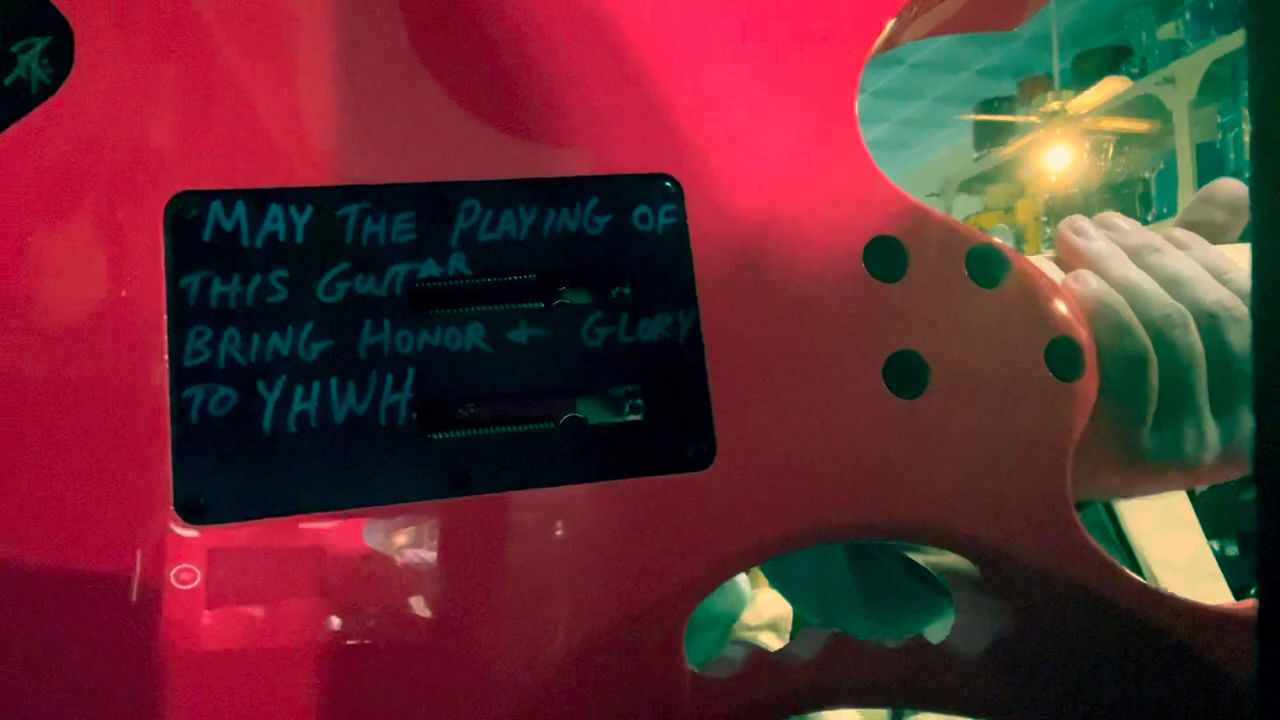 MAY THE PLAYING OF
THIS GUITAR
BRING HONOR + GLORY
TO YHWH.